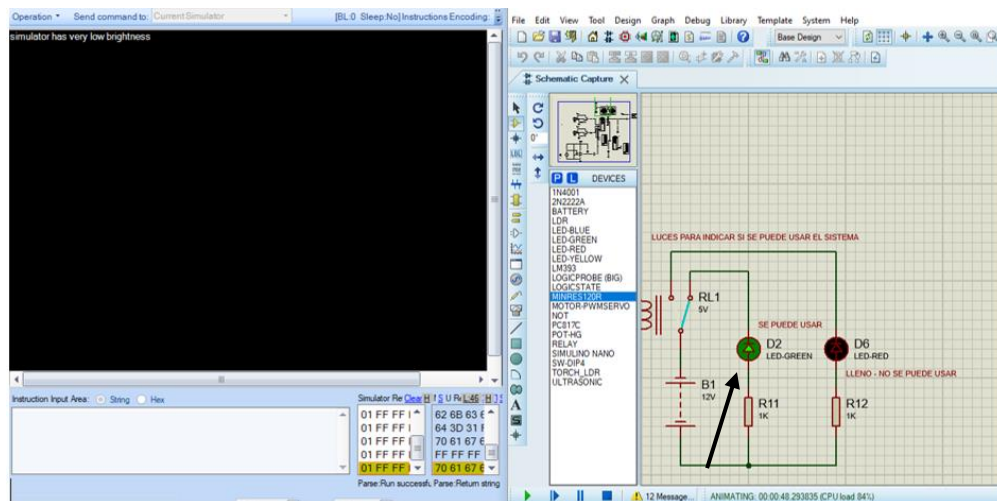 Operation Send command to: Current Simulator [BL:0 Sleep:No] Instructions Encoding:
simulator has very low brightness
Instruction Input Area: String Hex
Simulator Re Clear H
01 FF FF
01 FF FF
01 FF FF
01 FF FF
01 FF FF
Parse:Run successfu
S U R L:46 H
62 6B 63 6
64 3D 31
70 61 67 6
FF FF FF
70 61 67 6
Parse:Return string
File Edit View Tool Design Graph Debug Library Template System Help
Base Design
Schematic Capture
0°
LBL
P L DEVICES
1N4001
2N2222A
BATTERY
LDR
LED-BLUE
LED-GREEN
LED-RED
LED-YELLOW
LM393
LOGICPROBE (BIG)
LOGICSTATE
MINRES120R
MOTOR-PWMSERVO
NOT
PC817C
POT-HG
RELAY
SIMULINO NANO
SW-DIP4
TORCH_LDR
ULTRASONIC
A
S
LUCES PARA INDICAR SI SE PUEDE USAR EL SISTEMA
RL1
5V
SE PUEDE USAR
D2
LED-GREEN
D6
LED-RED
LLENO - NO SE PUEDE USAR
B1
12V
R11
1K
R12
1K
12 Message... ANIMATING: 00:00:48.293835 (CPU load 84%)